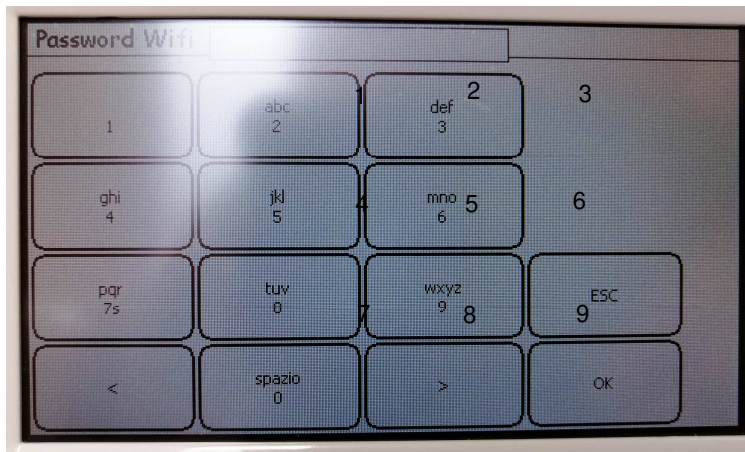 Password Wifi
1 2 3
abc def
1 2 3
4 5 6
ghi jkl mno
4 5 6
pqr tuv wxyz ESC
7s 0 9
7 8 9
< spazio > OK
0